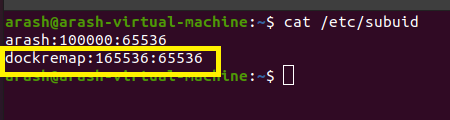 arash@arash-virtual-machine:~$ cat /etc/subuid
arash:100000:65536
dockremap:165536:65536
arash@arash-virtual-machine:~$